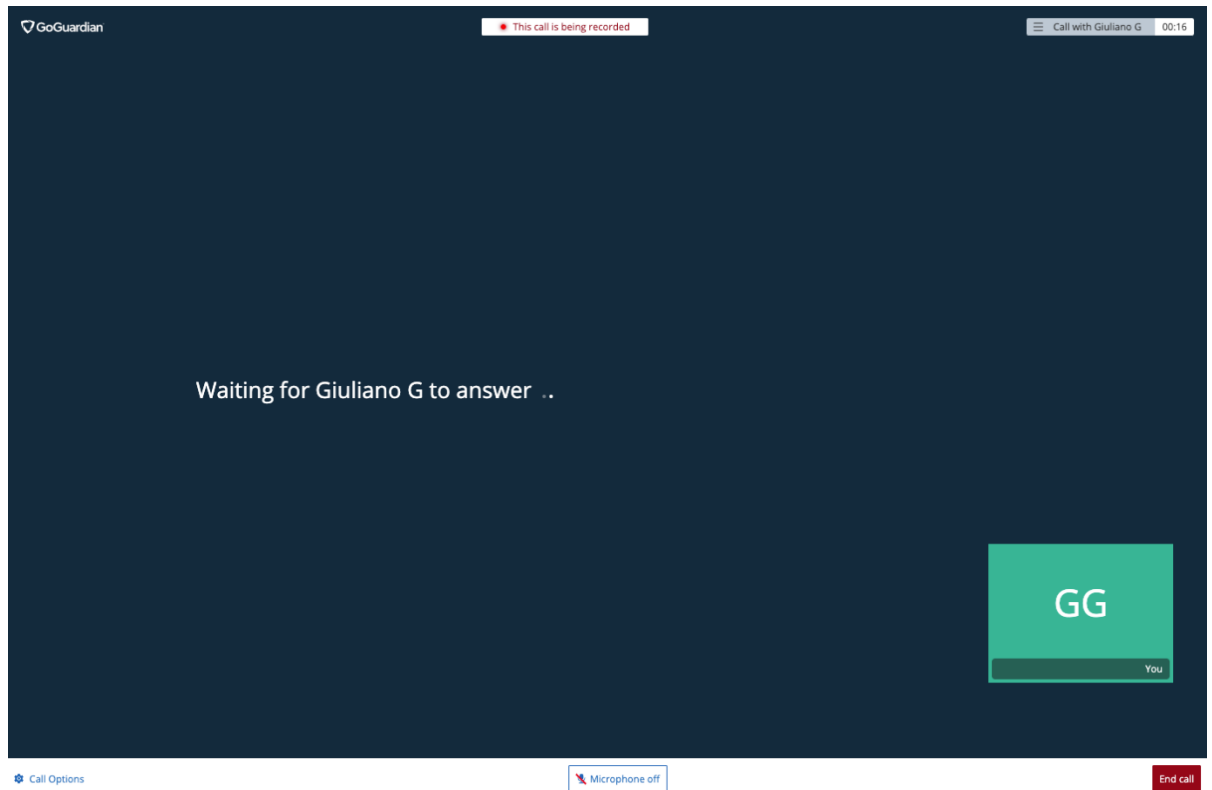 GoGuardian
This call is being recorded
Call with Giuliano G 00:16
Waiting for Giuliano G to answer ..
GG
You
Call Options
Microphone off
End call